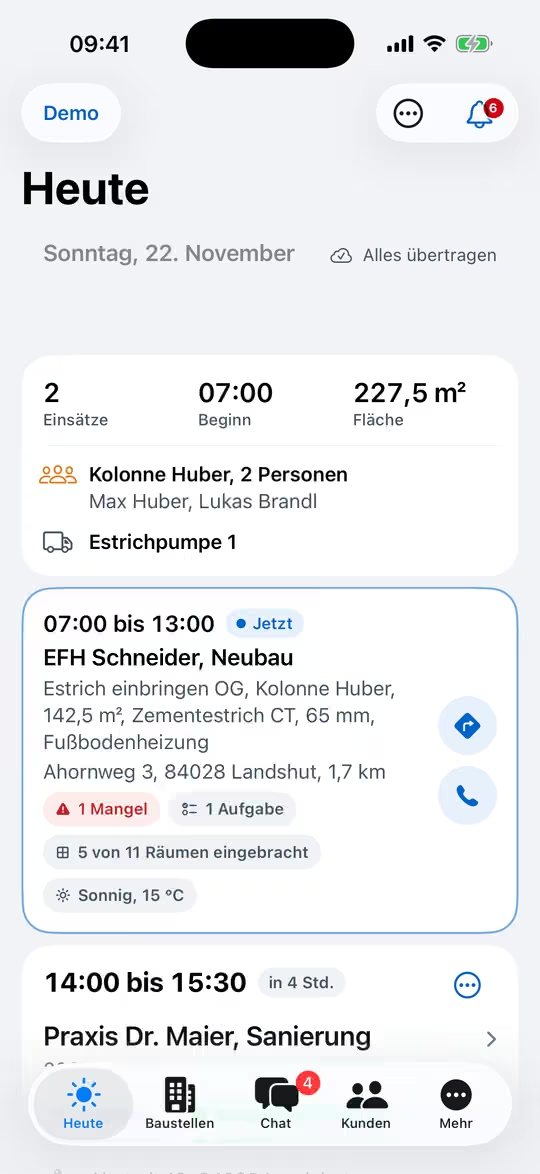 09:41
Demo
6
Heute
Sonntag, 22. November
Alles übertragen
2
Einsätze
07:00
Beginn
227,5 m²
Fläche
Kolonne Huber, 2 Personen
Max Huber, Lukas Brandl
Estrichpumpe 1
07:00 bis 13:00
Jetzt
EFH Schneider, Neubau
Estrich einbringen OG, Kolonne Huber,
142,5 m², Zementestrich CT, 65 mm,
Fußbodenheizung
Ahornweg 3, 84028 Landshut, 1,7 km
1 Mangel
1 Aufgabe
5 von 11 Räumen eingebracht
Sonnig, 15 °C
14:00 bis 15:30
in 4 Std.
Praxis Dr. Maier, Sanierung
Heute
Baustellen
4
Chat
Kunden
Mehr